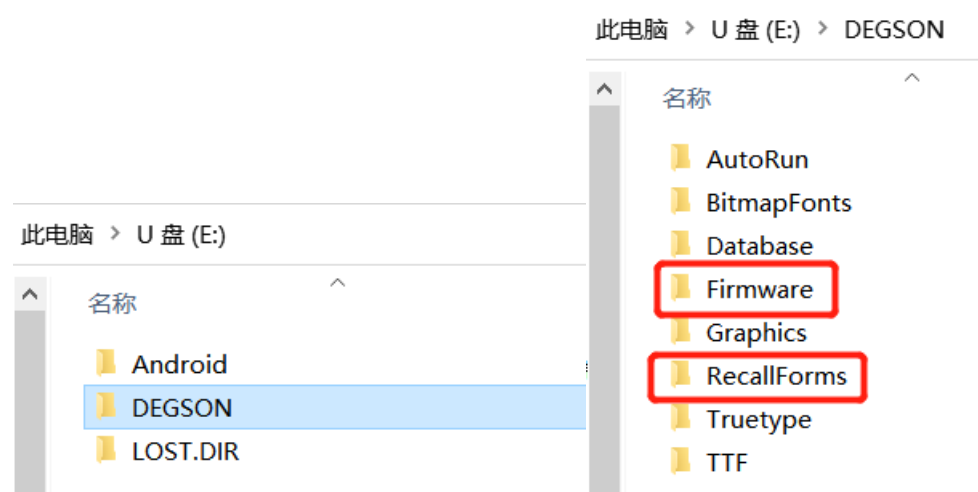 此电脑 > U 盘 (E:)
名称
Android
DEGSON
LOST.DIR
此电脑 > U 盘 (E:) > DEGSON
名称
AutoRun
BitmapFonts
Database
Firmware
Graphics
RecallForms
Truetype
TTF